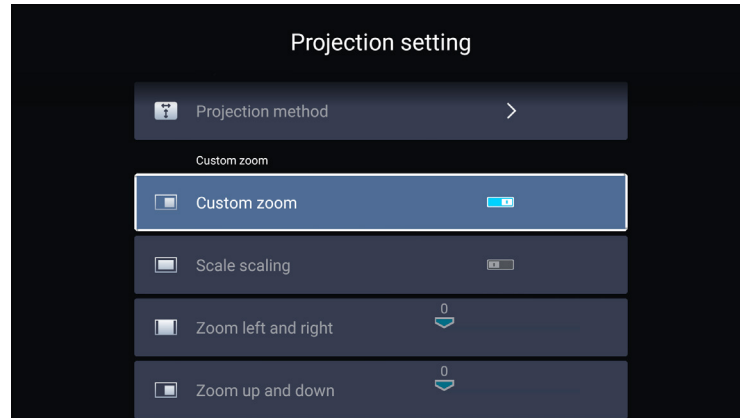 Projection setting
Projection method
Custom zoom
Custom zoom
Scale scaling
Zoom left and right
0
Zoom up and down
0